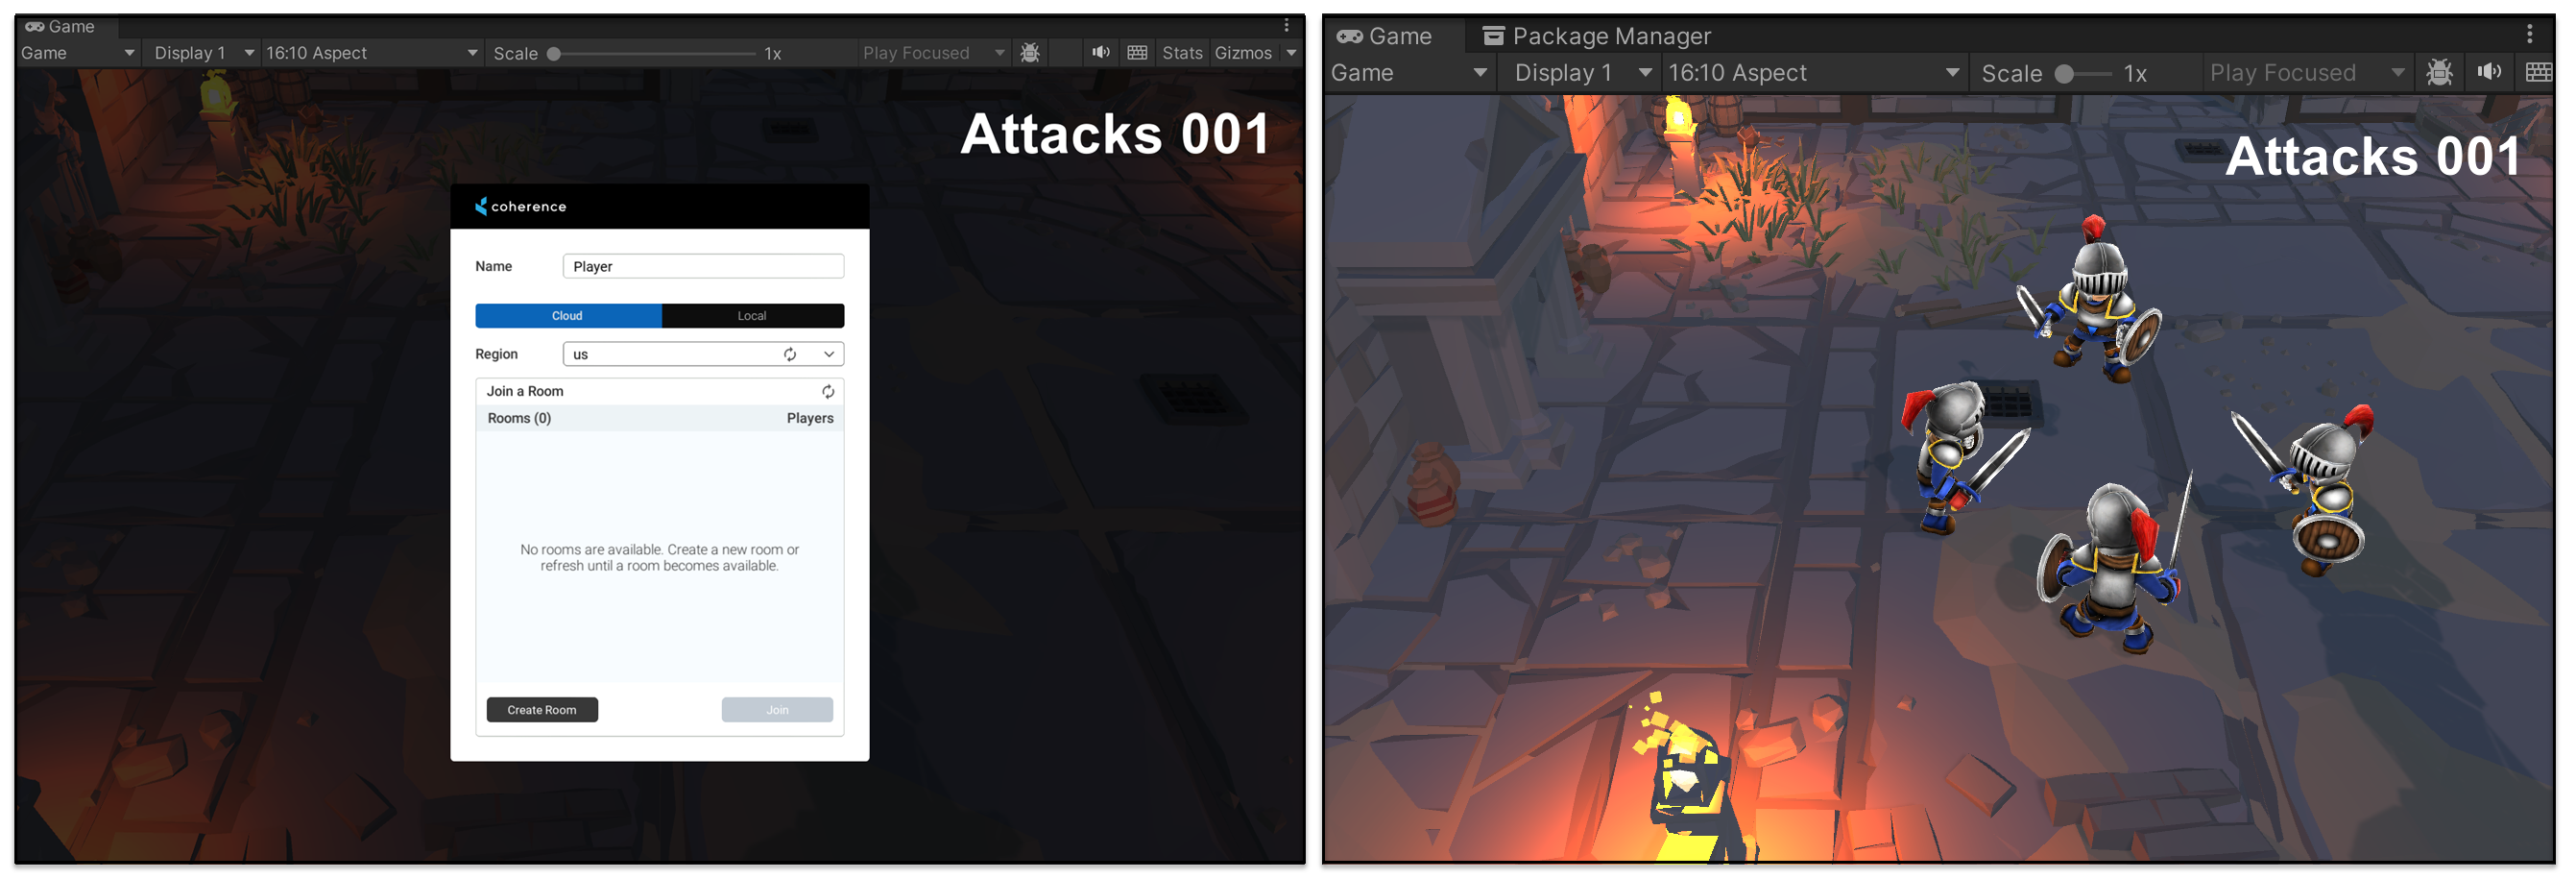 Game
Game Display 1 16:10 Aspect Scale 1x Play Focused Stats Gizmos
Attacks 001
coherence
Name Player
Cloud Local
Region us
Join a Room
Rooms (0) Players
No rooms are available. Create a new room or
refresh until a room becomes available.
Create Room Join
Game Package Manager
Game Display 1 16:10 Aspect Scale 1x Play Focused
Attacks 001